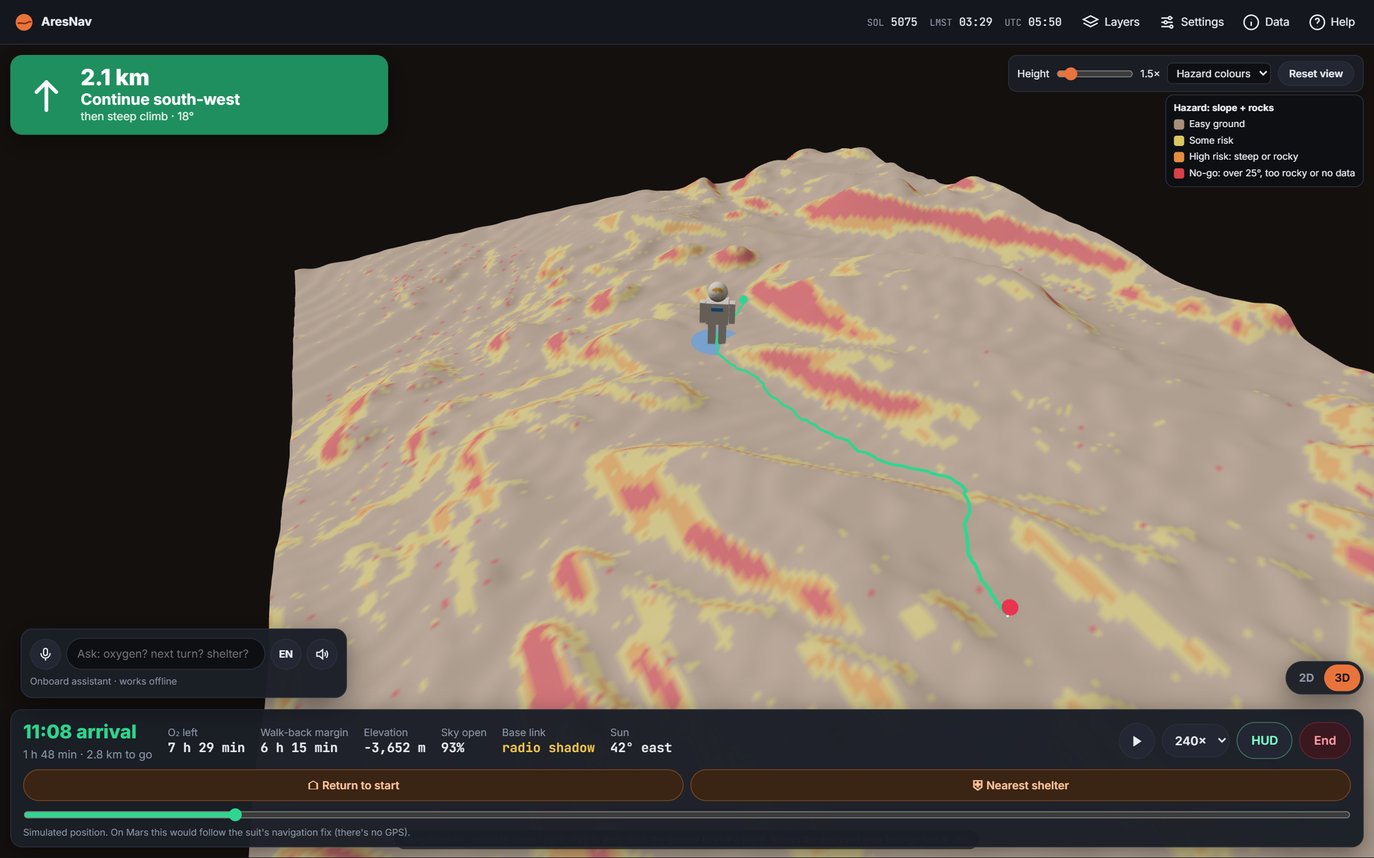 AresNav
SOL 5075 LMST 03:29 UTC 05:50 Layers Settings Data Help
2.1 km
Continue south-west
then steep climb · 18°
Height 1.5× Hazard colours Reset view
Hazard: slope + rocks
Easy ground
Some risk
High risk: steep or rocky
No-go: over 25°, too rocky or no data
Ask: oxygen? next turn? shelter? EN
Onboard assistant · works offline
2D 3D
11:08 arrival
1 h 48 min · 2.8 km to go
O₂ left
7 h 29 min
Walk-back margin
6 h 15 min
Elevation
-3,652 m
Sky open
93%
Base link
radio shadow
Sun
42° east
240× HUD End
Return to start
Nearest shelter
Simulated position. On Mars this would follow the suit's navigation fix (there's no GPS).